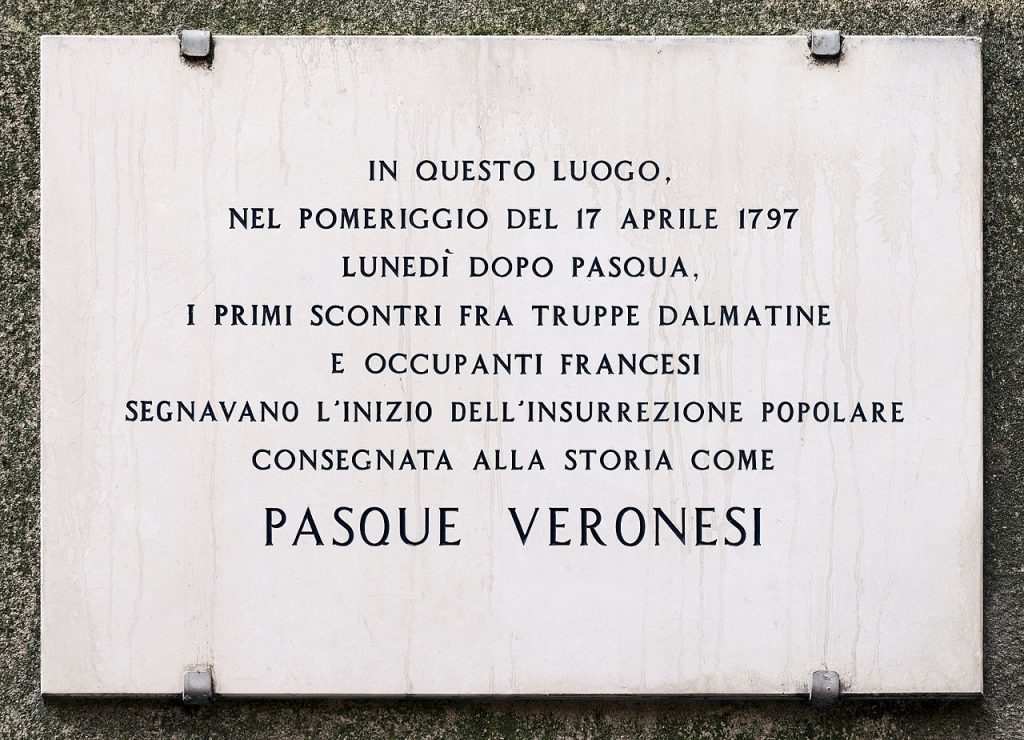 IN QUESTO LUOGO,
NEL POMERIGGIO DEL 17 APRILE 1797
LUNEDÌ DOPO PASQUA,
I PRIMI SCONTRI FRA TRUPPE DALMATINE
E OCCUPANTI FRANCESI
SEGNAVANO L'INIZIO DELL'INSURREZIONE POPOLARE
CONSEGNATA ALLA STORIA COME
PASQUE VERONESI